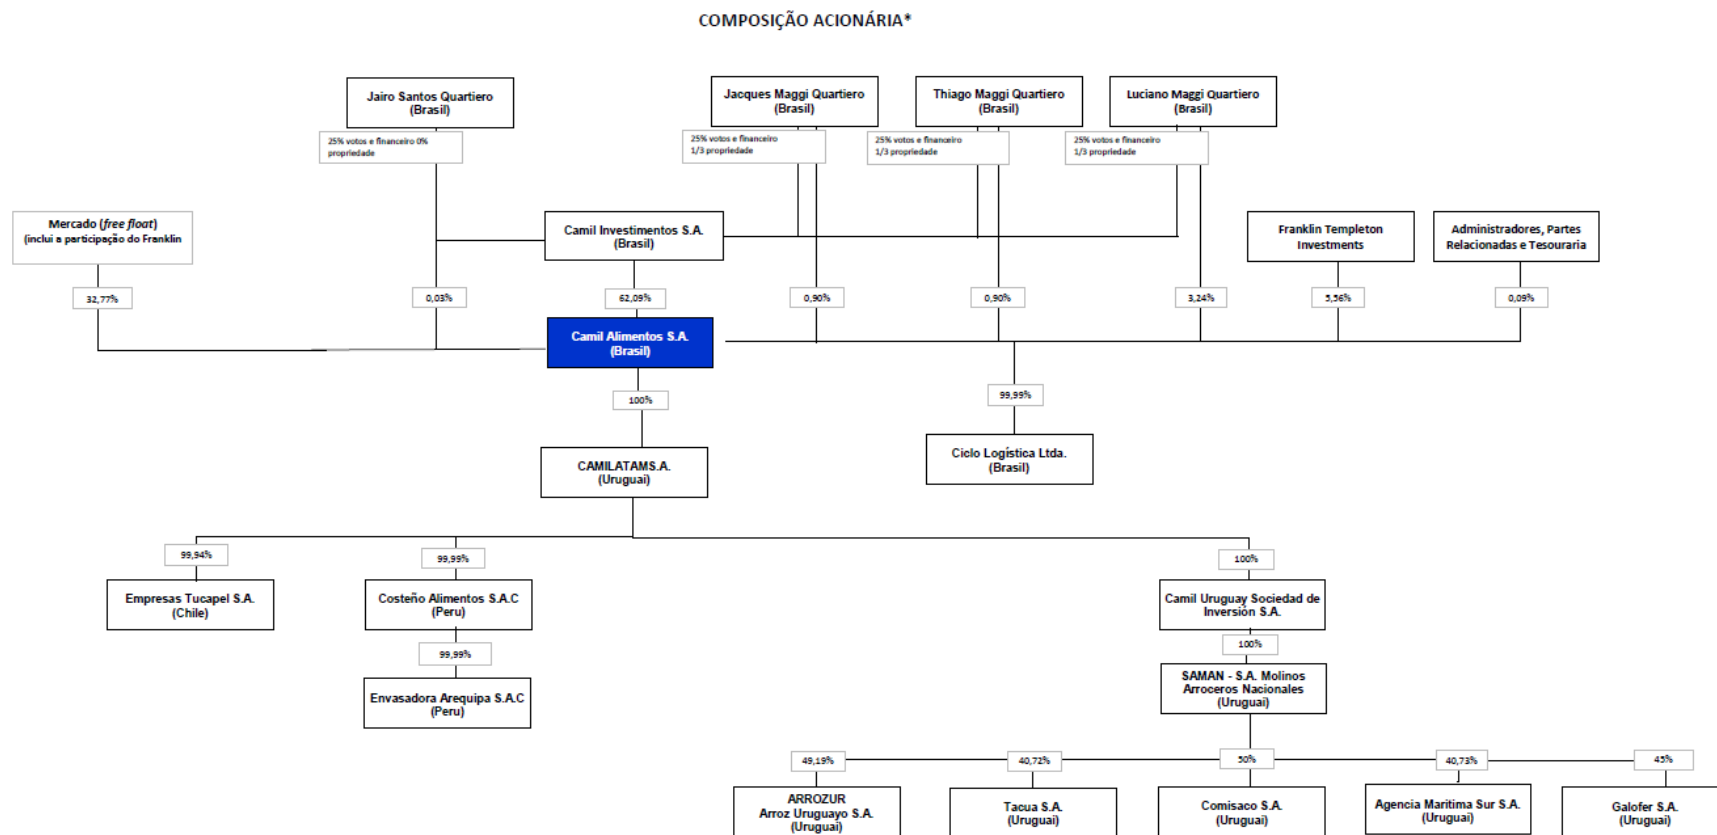 COMPOSIÇÃO ACIONÁRIA*
Jairo Santos Quartiero
(Brasil)
Jacques Maggi Quartiero
(Brasil)
Thiago Maggi Quartiero
(Brasil)
Luciano Maggi Quartiero
(Brasil)
25% votos e financeiro 0%
propriedade
25% votos e financeiro
1/3 propriedade
25% votos e financeiro
1/3 propriedade
25% votos e financeiro
1/3 propriedade
Mercado (free float)
(inclui a participação do Franklin
Camil Investimentos S.A.
(Brasil)
Franklin Templeton
Investments
Administradores, Partes
Relacionadas e Tesouraria
32,77%
0,03%
62,09%
0,90%
0,90%
3,24%
5,56%
0,09%
Camil Alimentos S.A.
(Brasil)
100%
99,99%
CAMILATAMS.A.
(Uruguai)
Ciclo Logística Ltda.
(Brasil)
99,94%
99,99%
100%
Empresas Tucapel S.A.
(Chile)
Costeño Alimentos S.A.C
(Peru)
Camil Uruguay Sociedad de
Inversión S.A.
99,99%
100%
Envasadora Arequipa S.A.C
(Peru)
SAMAN - S.A. Molinos
Arroceros Nacionales
(Uruguai)
49,19%
40,72%
50%
40,73%
45%
ARROZUR
Arroz Uruguayo S.A.
(Uruguai)
Tacua S.A.
(Uruguai)
Comisaco S.A.
(Uruguai)
Agencia Marítima Sur S.A.
(Uruguai)
Galofer S.A.
(Uruguai)